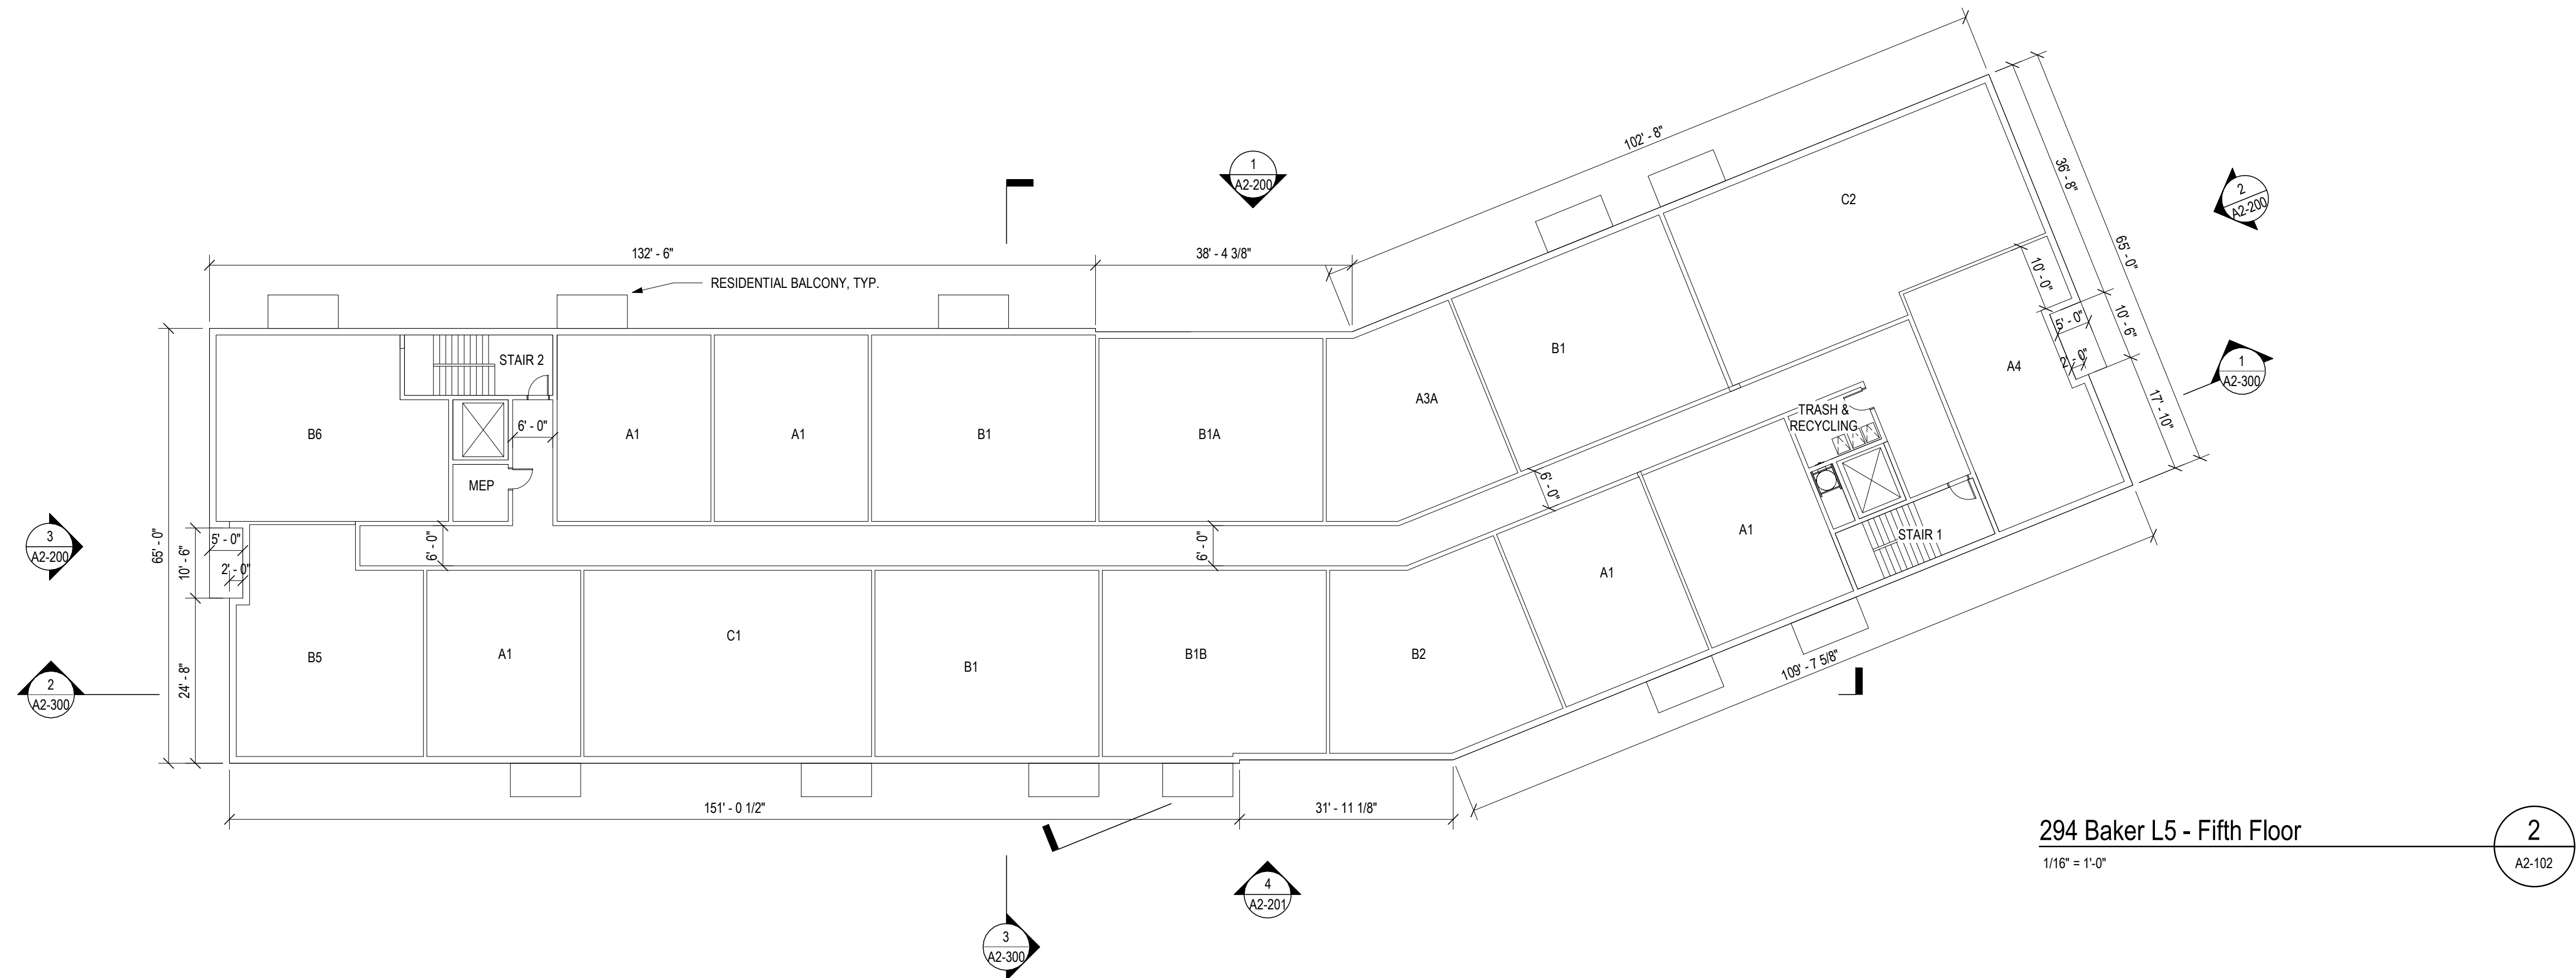 102' - 8"
1
A2-200
36' - 8"
2
A2-200
C2
65' - 0"
132' - 6"
38' - 4 3/8"
RESIDENTIAL BALCONY, TYP.
10' - 0"
5' - 0"
10' - 6"
2' - 0"
1
A2-300
17' - 10"
STAIR 2
B1
A4
A3A
B6
6' - 0"
A1
A1
B1
B1A
TRASH &
RECYCLING
MEP
6' - 0"
3
A2-200
65' - 0"
10' - 6"
5' - 0"
2' - 0"
6' - 0"
6' - 0"
A1
STAIR 1
A1
B5
A1
C1
B1
B1B
B2
24' - 8"
2
A2-300
109' - 7 5/8"
151' - 0 1/2"
31' - 11 1/8"
294 Baker L5 - Fifth Floor
1/16" = 1'-0"
2
A2-102
4
A2-201
3
A2-300